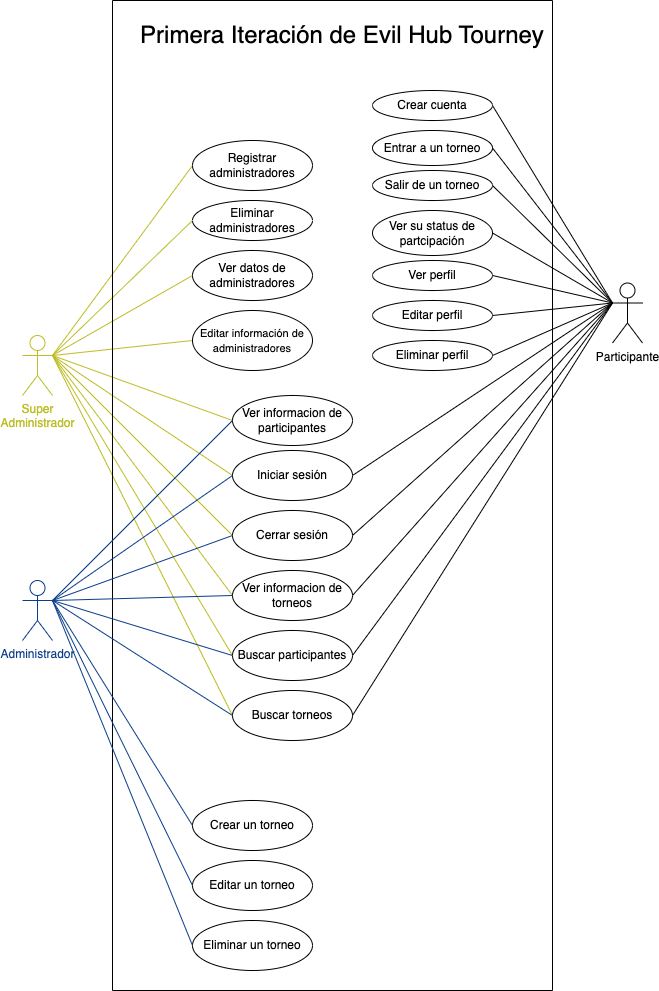 Primera Iteración de Evil Hub Tourney
Crear cuenta
Entrar a un torneo
Salir de un torneo
Ver su status de
partcipación
Ver perfil
Editar perfil
Eliminar perfil
Participante
Registrar
administradores
Eliminar
administradores
Ver datos de
administradores
Editar información de
administradores
Super
Administrador
Ver informacion de
participantes
Iniciar sesión
Cerrar sesión
Ver informacion de
torneos
Buscar participantes
Buscar torneos
Administrador
Crear un torneo
Editar un torneo
Eliminar un torneo